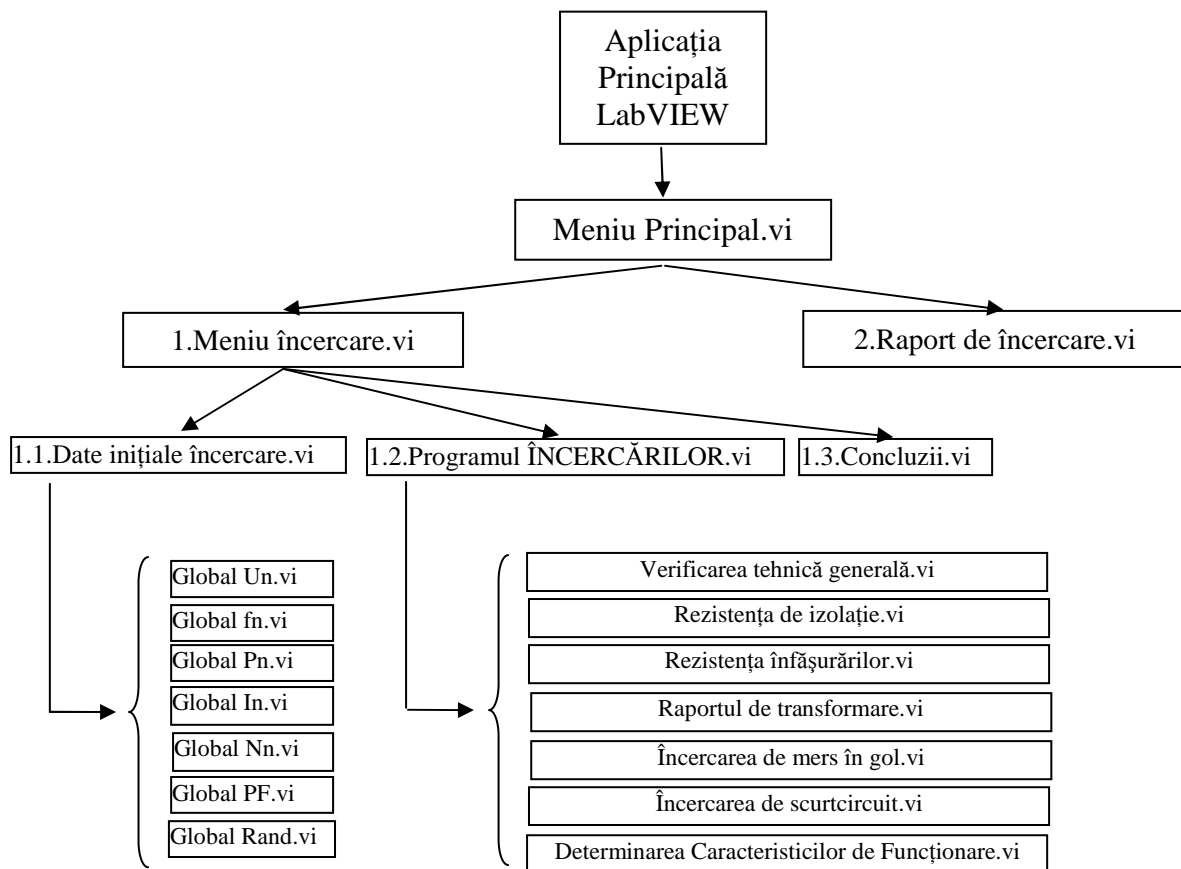 Aplicația
Principală
LabVIEW
Meniu Principal.vi
1.Meniu încercare.vi
2.Raport de încercare.vi
1.1.Date inițiale încercare.vi
1.2.Programul ÎNCERCĂRILOR.vi
1.3.Concluzii.vi
Global Un.vi
Global fn.vi
Global Pn.vi
Global In.vi
Global Nn.vi
Global PF.vi
Global Rand.vi
Verificarea tehnică generală.vi
Rezistența de izolație.vi
Rezistența înfăşurărilor.vi
Raportul de transformare.vi
Încercarea de mers în gol.vi
Încercarea de scurtcircuit.vi
Determinarea Caracteristicilor de Funcționare.vi